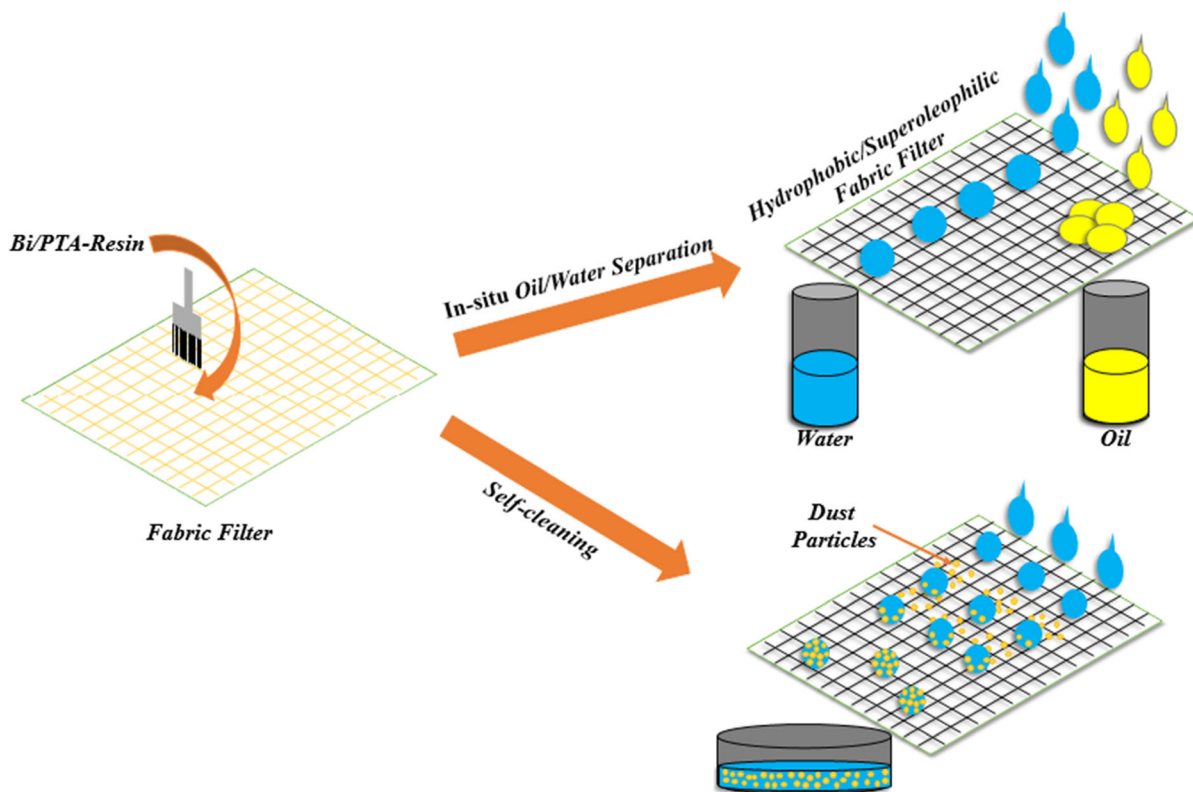 Bi/PTA-Resin
Fabric Filter
In-situ Oil/Water Separation
Hydrophobic/Superoleophilic
Fabric Filter
Water
Oil
Self-cleaning
Dust
Particles